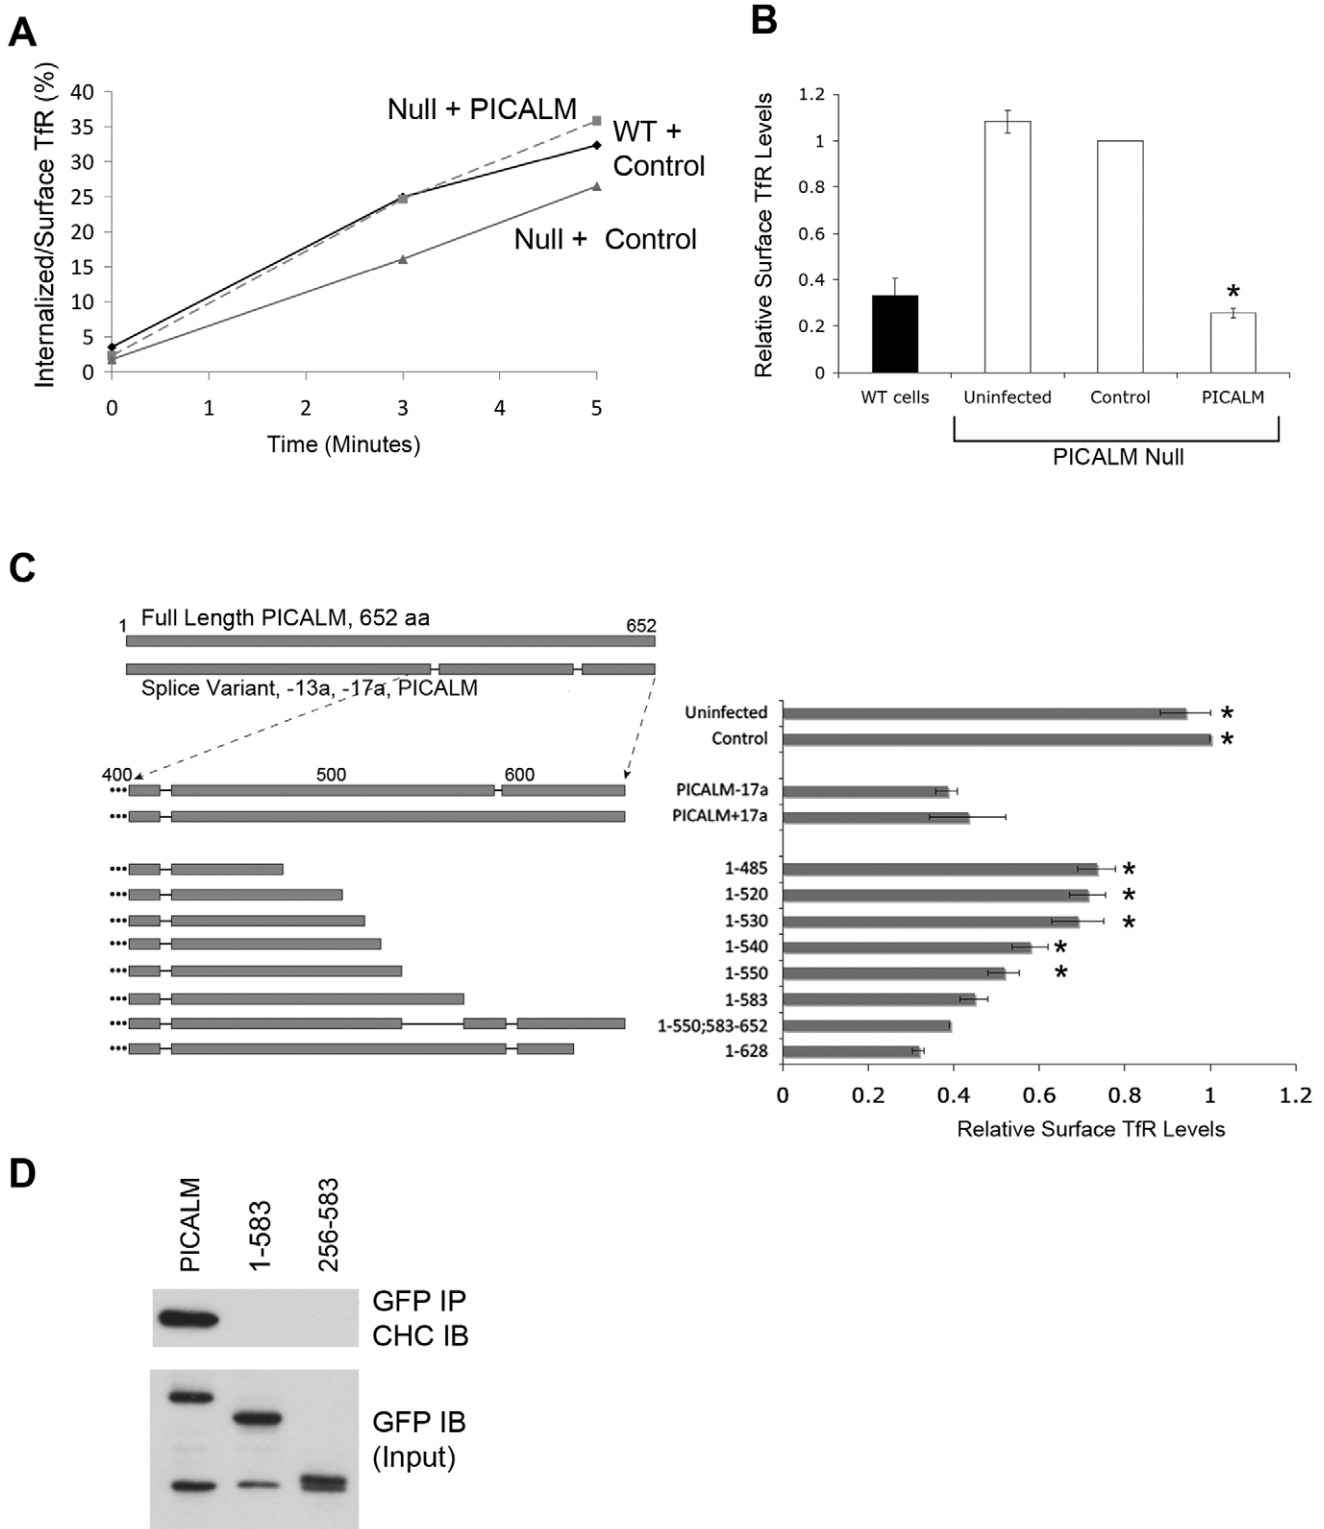 A
Internalized/Surface TfR (%)
40
35
30
25
20
15
10
5
0
0 1 2 3 4 5
Time (Minutes)
Null + PICALM
WT +
Control
Null + Control
B
Relative Surface TfR Levels
1.2
1
0.8
0.6
0.4
0.2
0
*
WT cells Uninfected Control PICALM
PICALM Null
C
Full Length PICALM, 652 aa
1 652
Splice Variant, -13a, -17a, PICALM
400 500 600
•••
•••
•••
•••
•••
•••
•••
•••
•••
•••
Uninfected *
Control *
PICALM-17a
PICALM+17a
1-485 *
1-520 *
1-530 *
1-540 *
1-550 *
1-583
1-550;583-652
1-628
0 0.2 0.4 0.6 0.8 1 1.2
Relative Surface TfR Levels
D
PICALM
1-583
256-583
GFP IP
CHC IB
GFP IB
(Input)